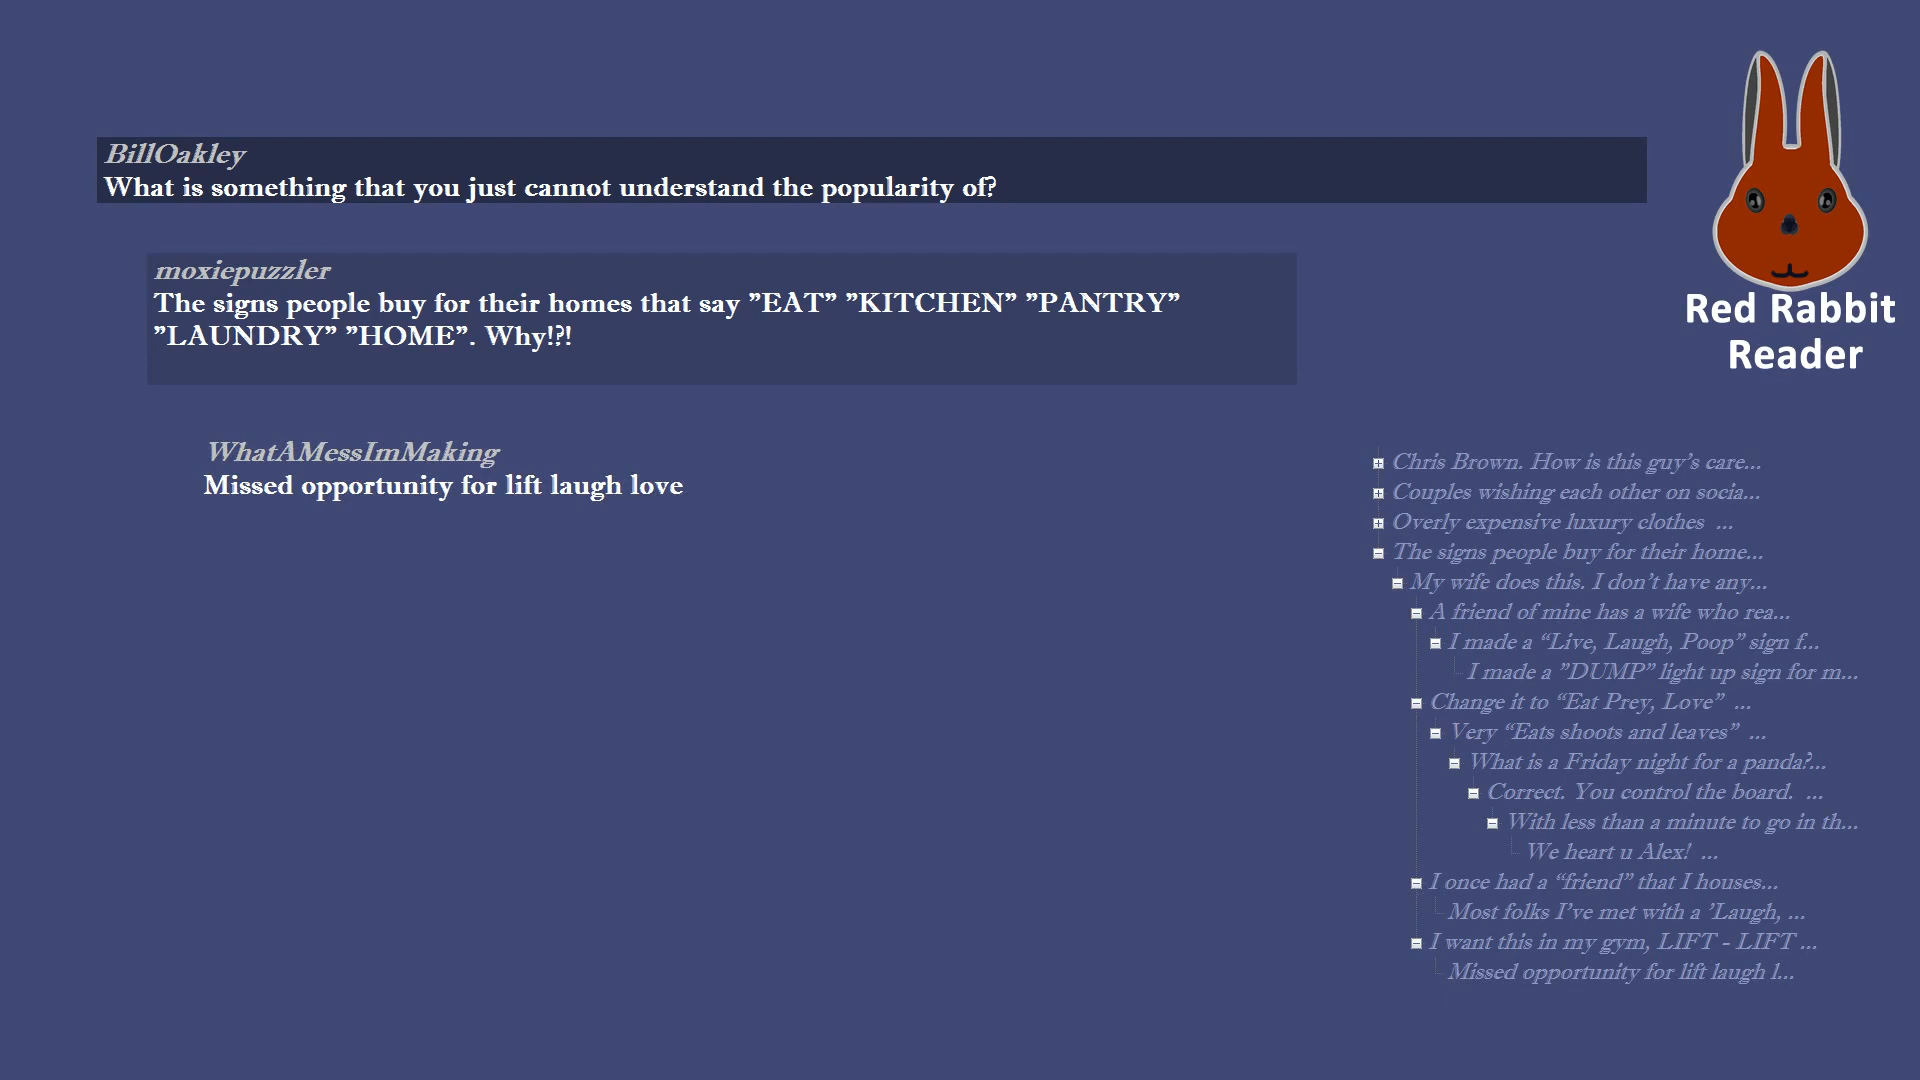 BillOakley
What is something that you just cannot understand the popularity of?
moxiepuzzler
The signs people buy for their homes that say ”EAT” ”KITCHEN” ”PANTRY”
”LAUNDRY” ”HOME”. Why!?!
WhatAMessImMaking
Missed opportunity for lift laugh love
Red Rabbit
Reader
Chris Brown. How is this guy’s care...
Couples wishing each other on socia...
Overly expensive luxury clothes ...
The signs people buy for their home...
My wife does this. I don’t have any...
A friend of mine has a wife who rea...
I made a “Live, Laugh, Poop” sign f...
I made a ”DUMP” light up sign for m...
Change it to “Eat Prey, Love” ...
Very “Eats shoots and leaves” ...
What is a Friday night for a panda?...
Correct. You control the board. ...
With less than a minute to go in th...
We heart u Alex! ...
I once had a “friend” that I houses...
Most folks I’ve met with a ’Laugh, ...
I want this in my gym, LIFT - LIFT ...
Missed opportunity for lift laugh l...